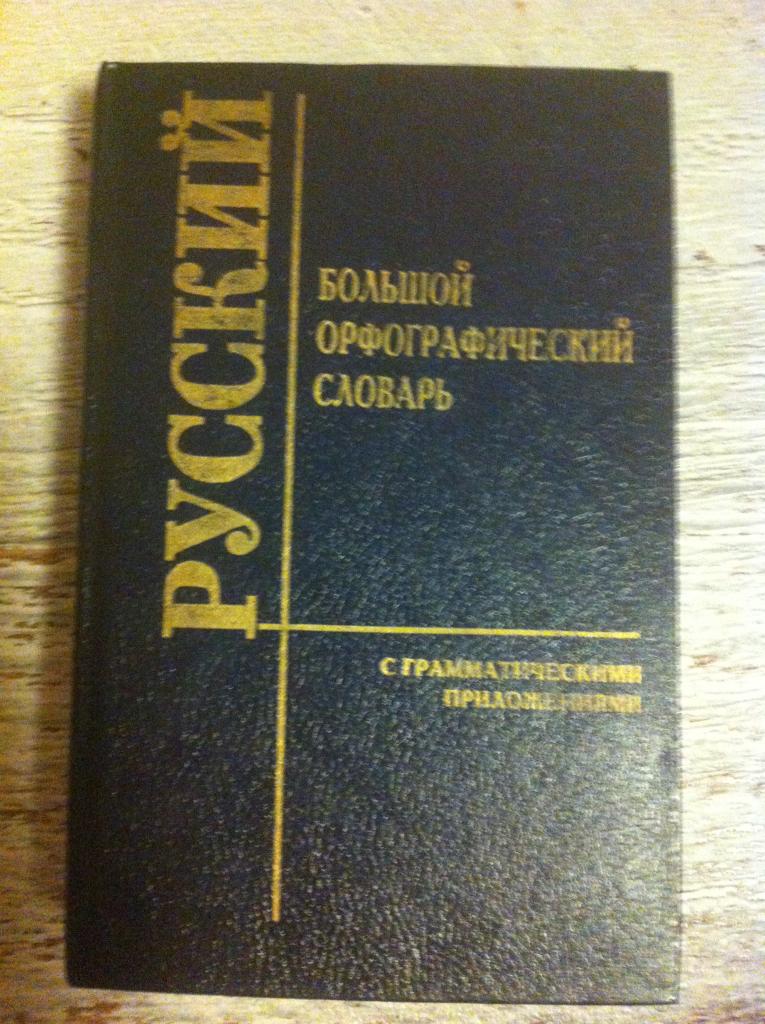 РУССКИЙ
БОЛЬШОЙ
ОРФОГРАФИЧЕСКИЙ
СЛОВАРЬ
С ГРАММАТИЧЕСКИМИ
ПРИЛОЖЕНИЯМИ